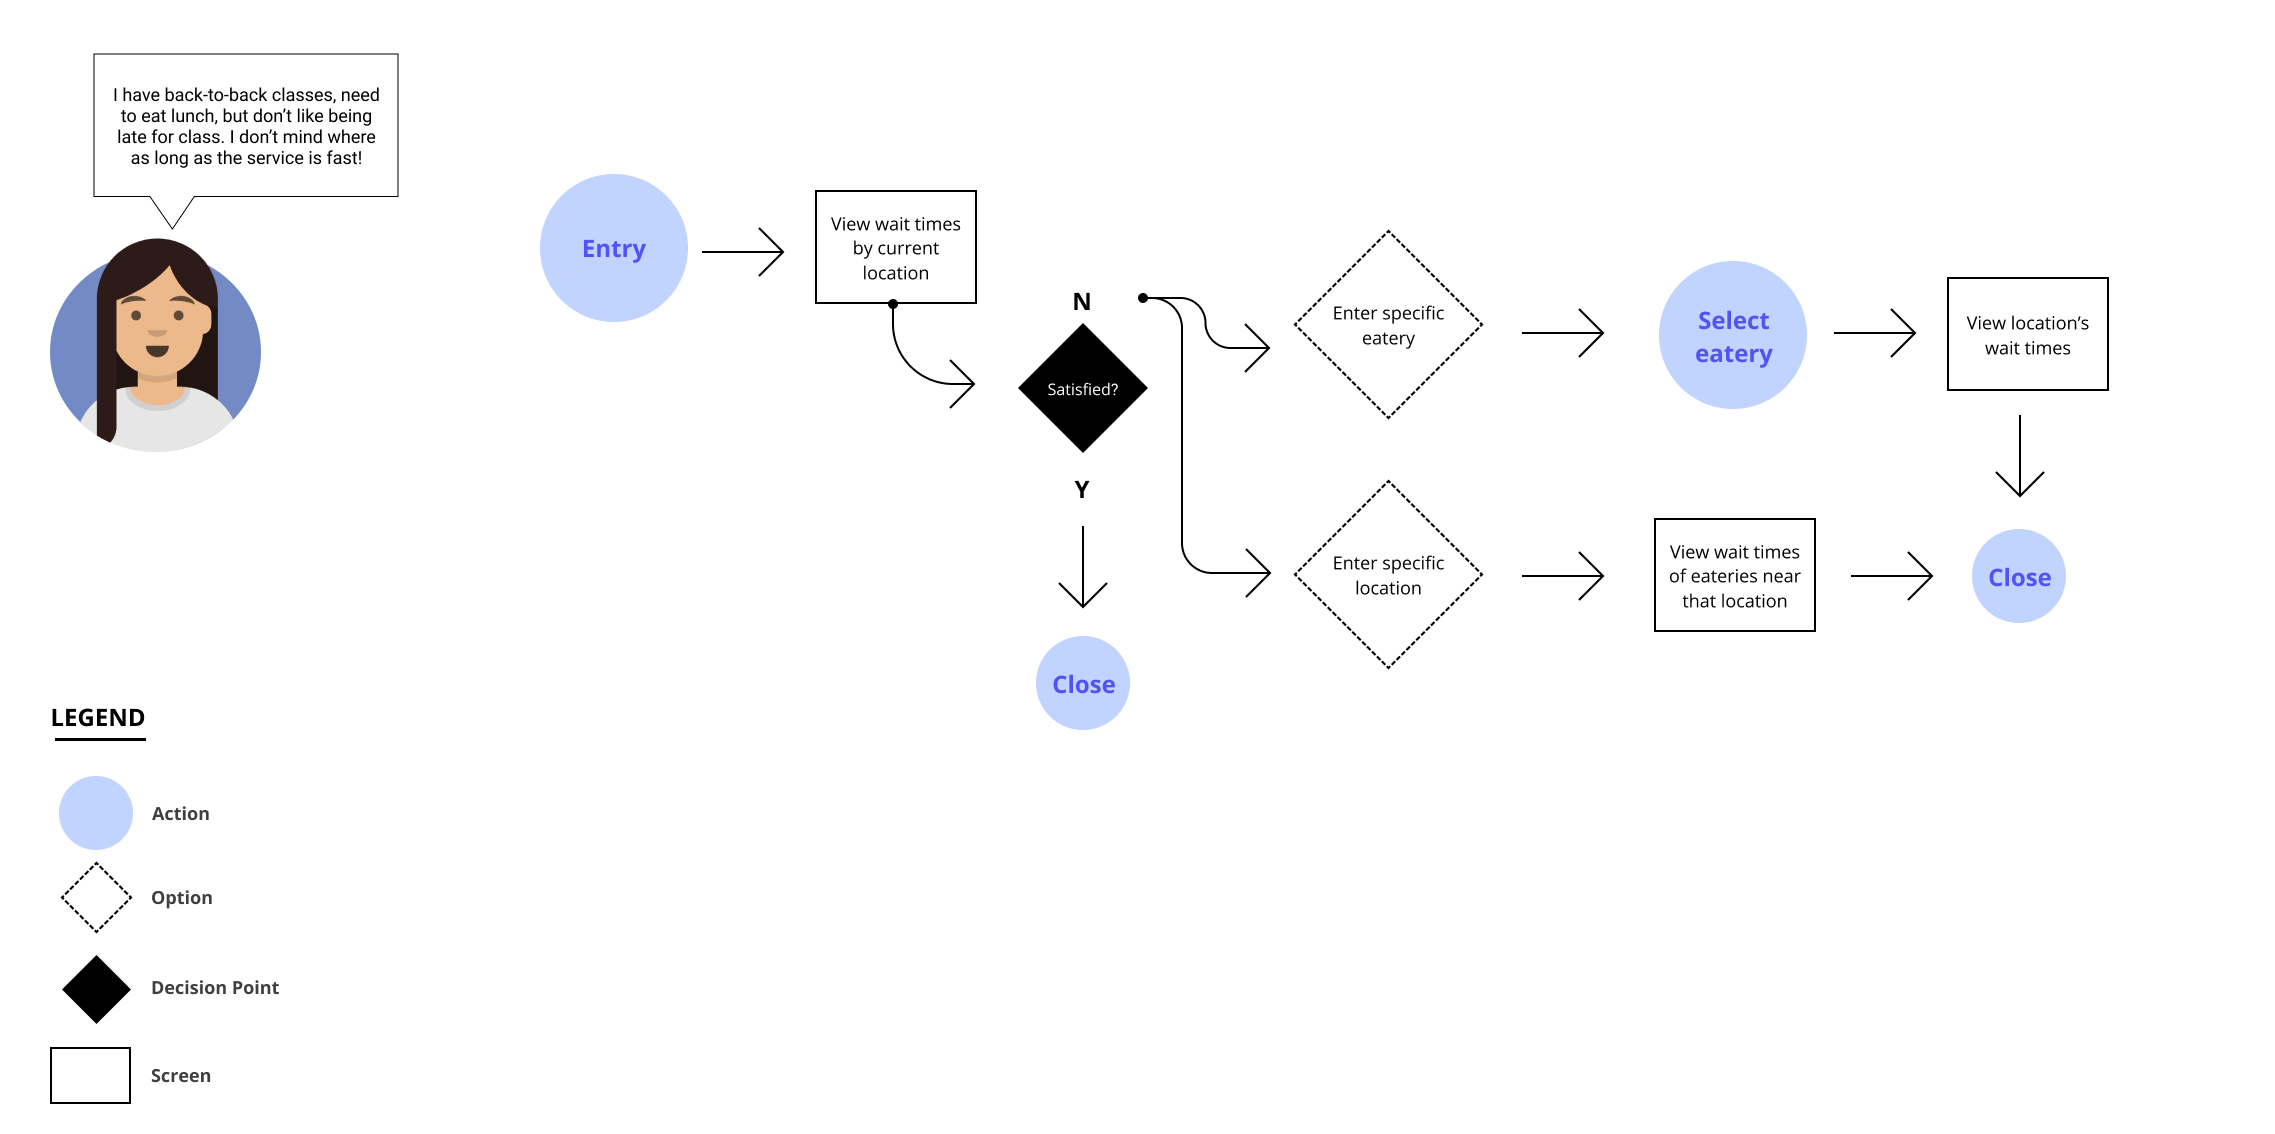 I have back-to-back classes, need
to eat lunch, but don’t like being
late for class. I don’t mind where
as long as the service is fast!
Entry
View wait times
by current
location
N
Satisfied?
Y
Close
Enter specific
eatery
Select
eatery
View location’s
wait times
Enter specific
location
View wait times
of eateries near
that location
Close
LEGEND
Action
Option
Decision Point
Screen